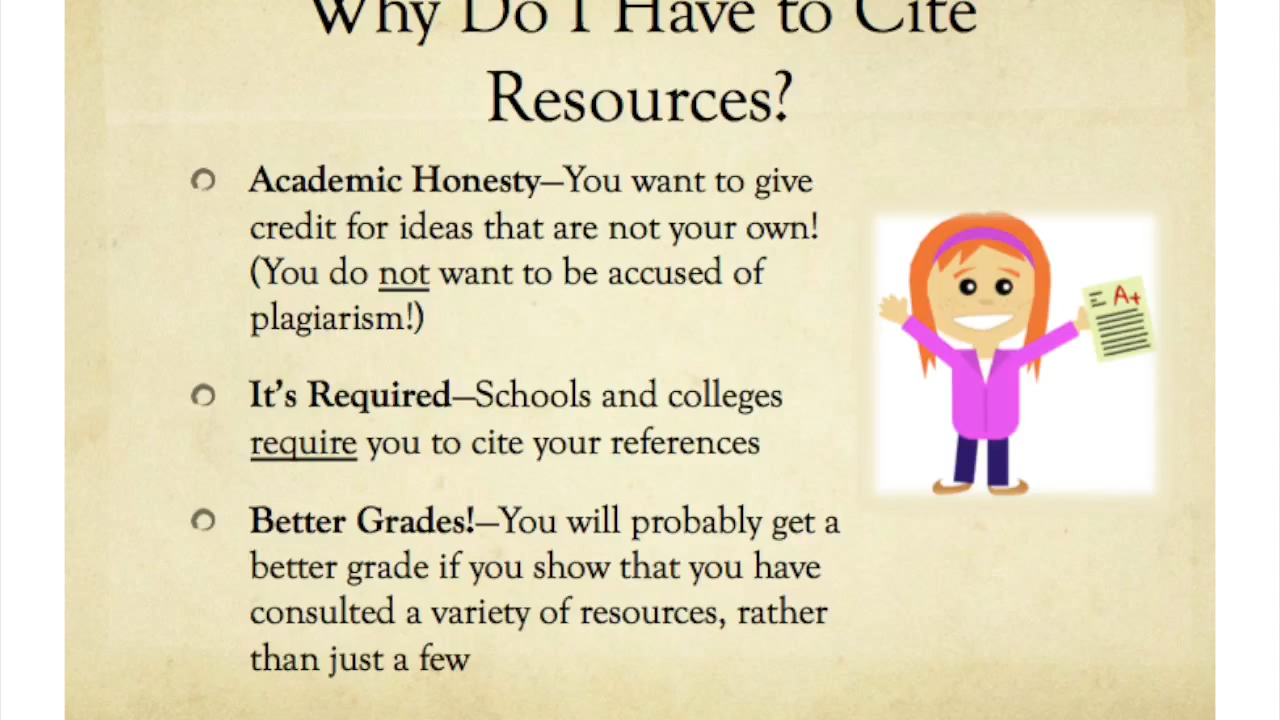 Why Do I Have to Cite
Resources?
Academic Honesty—You want to give
credit for ideas that are not your own!
(You do not want to be accused of
plagiarism!)
A+
It's Required—Schools and colleges
require you to cite your references
Better Grades!—You will probably get a
better grade if you show that you have
consulted a variety of resources, rather
than just a few